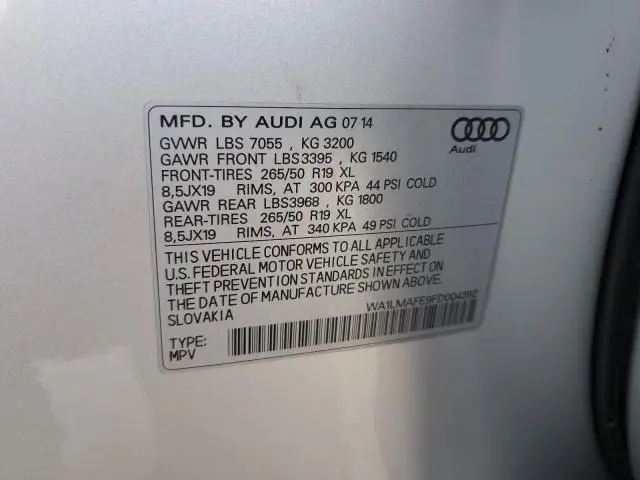 MFD. BY AUDI AG 07 14
GVWR LBS 7055 , KG 3200
GAWR FRONT LBS3395 , KG 1540
FRONT-TIRES 265/50 R19 XL
8,5JX19 RIMS, AT 300 KPA 44 PSI COLD
GAWR REAR LBS3968 , KG 1800
REAR-TIRES 265/50 R19 XL
8,5JX19 RIMS, AT 340 KPA 49 PSI COLD
THIS VEHICLE CONFORMS TO ALL APPLICABLE
U.S. FEDERAL MOTOR VEHICLE SAFETY AND
THEFT PREVENTION STANDARDS IN EFFECT ON
THE DATE OF MANUFACTURE SHOWN ABOVE.
SLOVAKIA
WA1LMAFE9FD004392
TYPE:
MPV
Audi